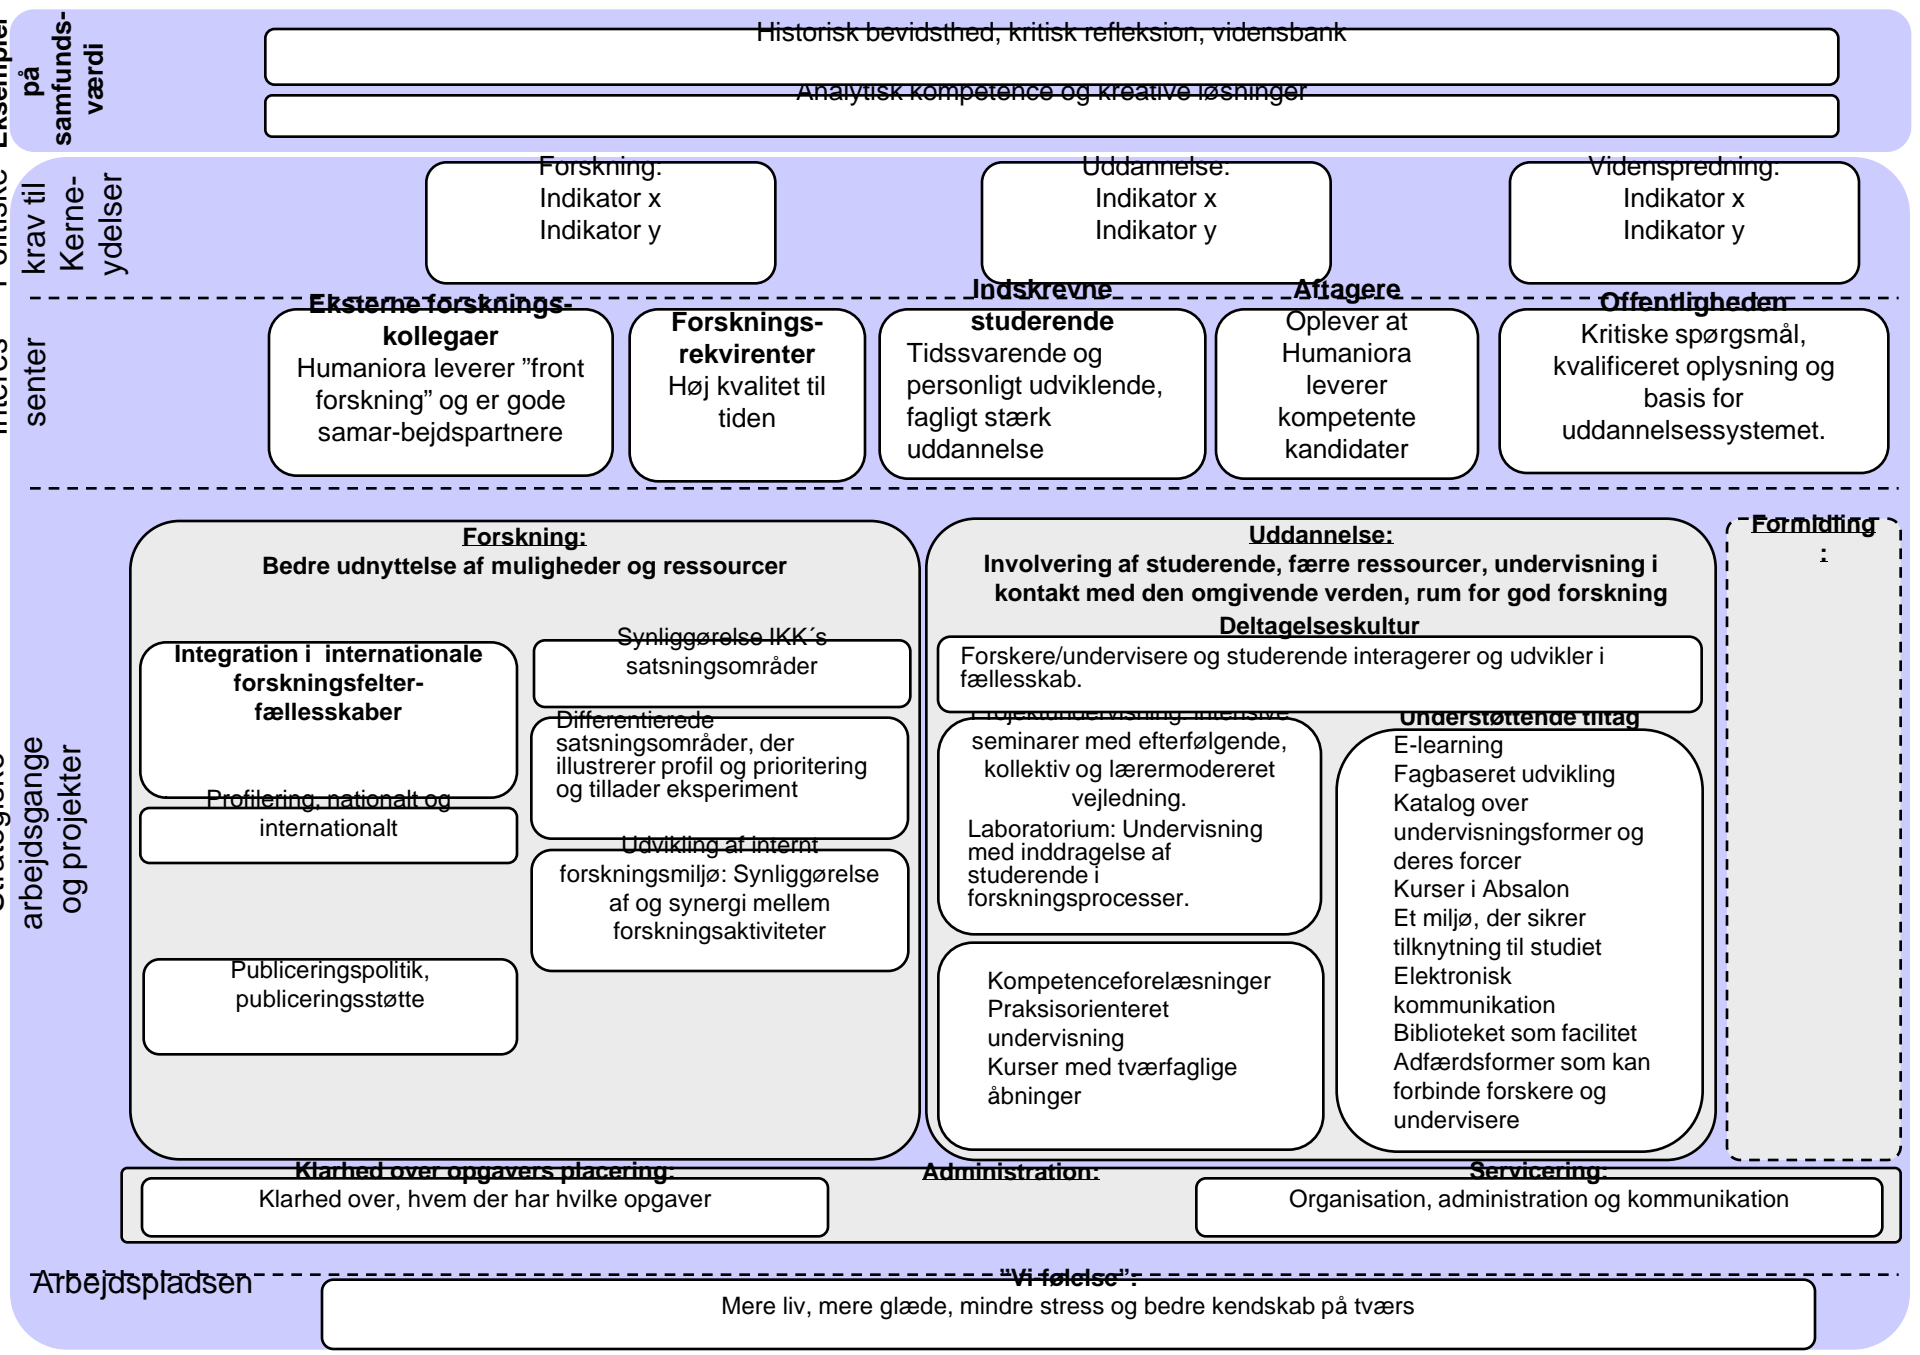 Eksempler
på
samfunds-
værdi
Historisk bevidsthed, kritisk refleksion, vidensbank
Analytisk kompetence og kreative løsninger
Politiske
krav til
Kerne-
ydelser
Forskning:
Indikator x
Indikator y
Uddannelse:
Indikator x
Indikator y
Videnspredning:
Indikator x
Indikator y
Interes
senter
Eksterne forsknings-
kollegaer
Humaniora leverer ”front
forskning” og er gode
samar-bejdspartnere
Forsknings-
rekvirenter
Høj kvalitet til
tiden
Indskrevne
studerende
Tidssvarende og
personligt udviklende,
fagligt stærk
uddannelse
Aftagere
Oplever at
Humaniora
leverer
kompetente
kandidater
Offentligheden
Kritiske spørgsmål,
kvalificeret oplysning og
basis for
uddannelsessystemet.
Strategiske
arbejdsgange
og projekter
Forskning:
Bedre udnyttelse af muligheder og ressourcer
Integration i  internationale
forskningsfelter-
fællesskaber
Profilering, nationalt og
internationalt
Publiceringspolitik,
publiceringsstøtte
Synliggørelse IKK´s
satsningsområder
Differentierede
satsningsområder, der
illustrerer profil og prioritering
og tillader eksperiment
Udvikling af internt
forskningsmiljø: Synliggørelse
af og synergi mellem
forskningsaktiviteter
Uddannelse:
Involvering af studerende, færre ressourcer, undervisning i
kontakt med den omgivende verden, rum for god forskning
Deltagelseskultur
Forskere/undervisere og studerende interagerer og udvikler i
fællesskab.
Projektundervisning: intensive
seminarer med efterfølgende,
kollektiv og lærermodereret
vejledning.
Laboratorium: Undervisning
med inddragelse af
studerende i
forskningsprocesser.
Kompetenceforelæsninger
Praksisorienteret
undervisning
Kurser med tværfaglige
åbninger
Understøttende tiltag
E-learning
Fagbaseret udvikling
Katalog over
undervisningsformer og
deres forcer
Kurser i Absalon
Et miljø, der sikrer
tilknytning til studiet
Elektronisk
kommunikation
Biblioteket som facilitet
Adfærdsformer som kan
forbinde forskere og
undervisere
Formidling
:
Klarhed over opgavers placering:
Klarhed over, hvem der har hvilke opgaver
Administration:
Servicering:
Organisation, administration og kommunikation
Arbejdspladsen
”Vi-følelse”:
Mere liv, mere glæde, mindre stress og bedre kendskab på tværs